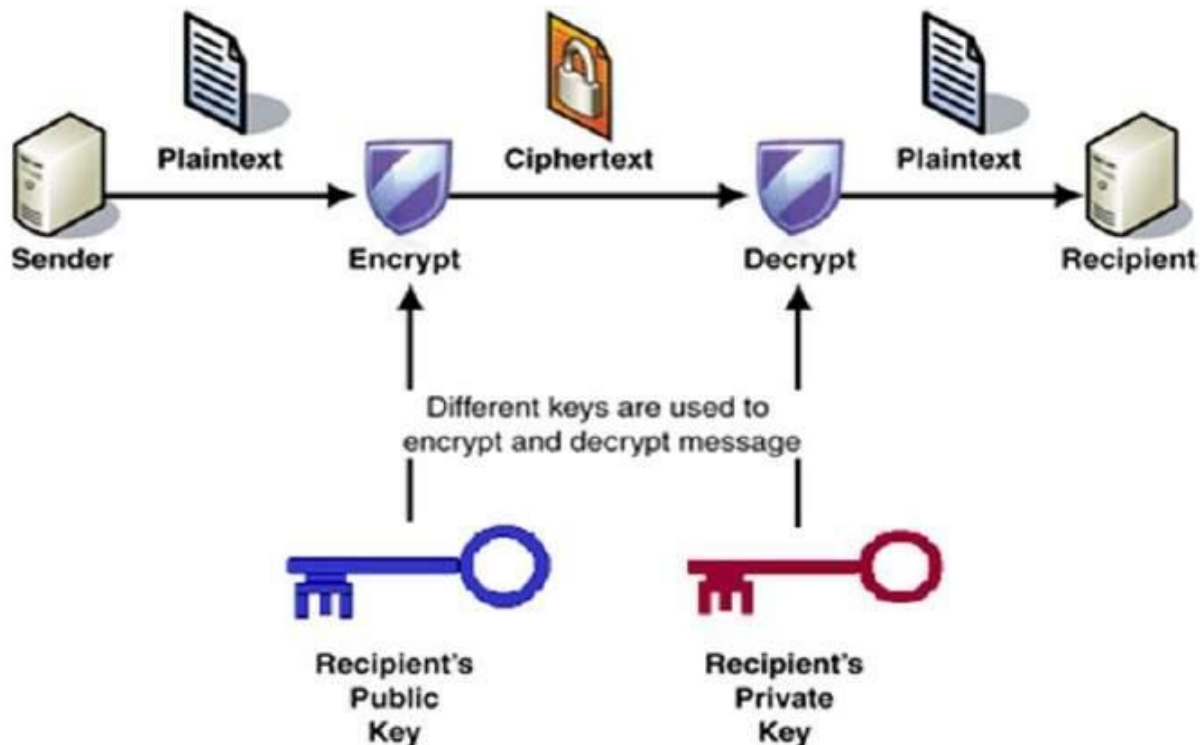 Plaintext
Ciphertext
Plaintext
Sender
Encrypt
Decrypt
Recipient
Different keys are used to
encrypt and decrypt message
Recipient's
Public
Key
Recipient's
Private
Key